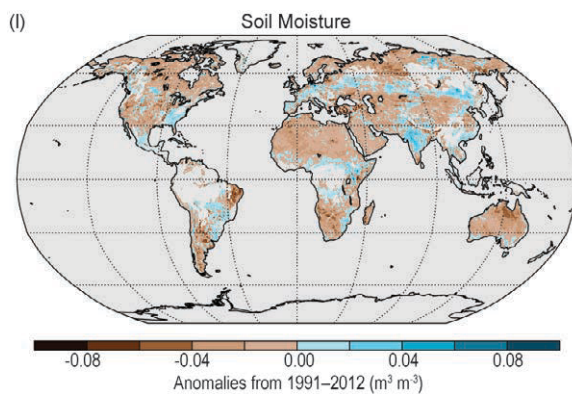 (l) Soil Moisture
-0.08 -0.04 0.00 0.04 0.08
Anomalies from 1991–2012 (m³ m⁻³)